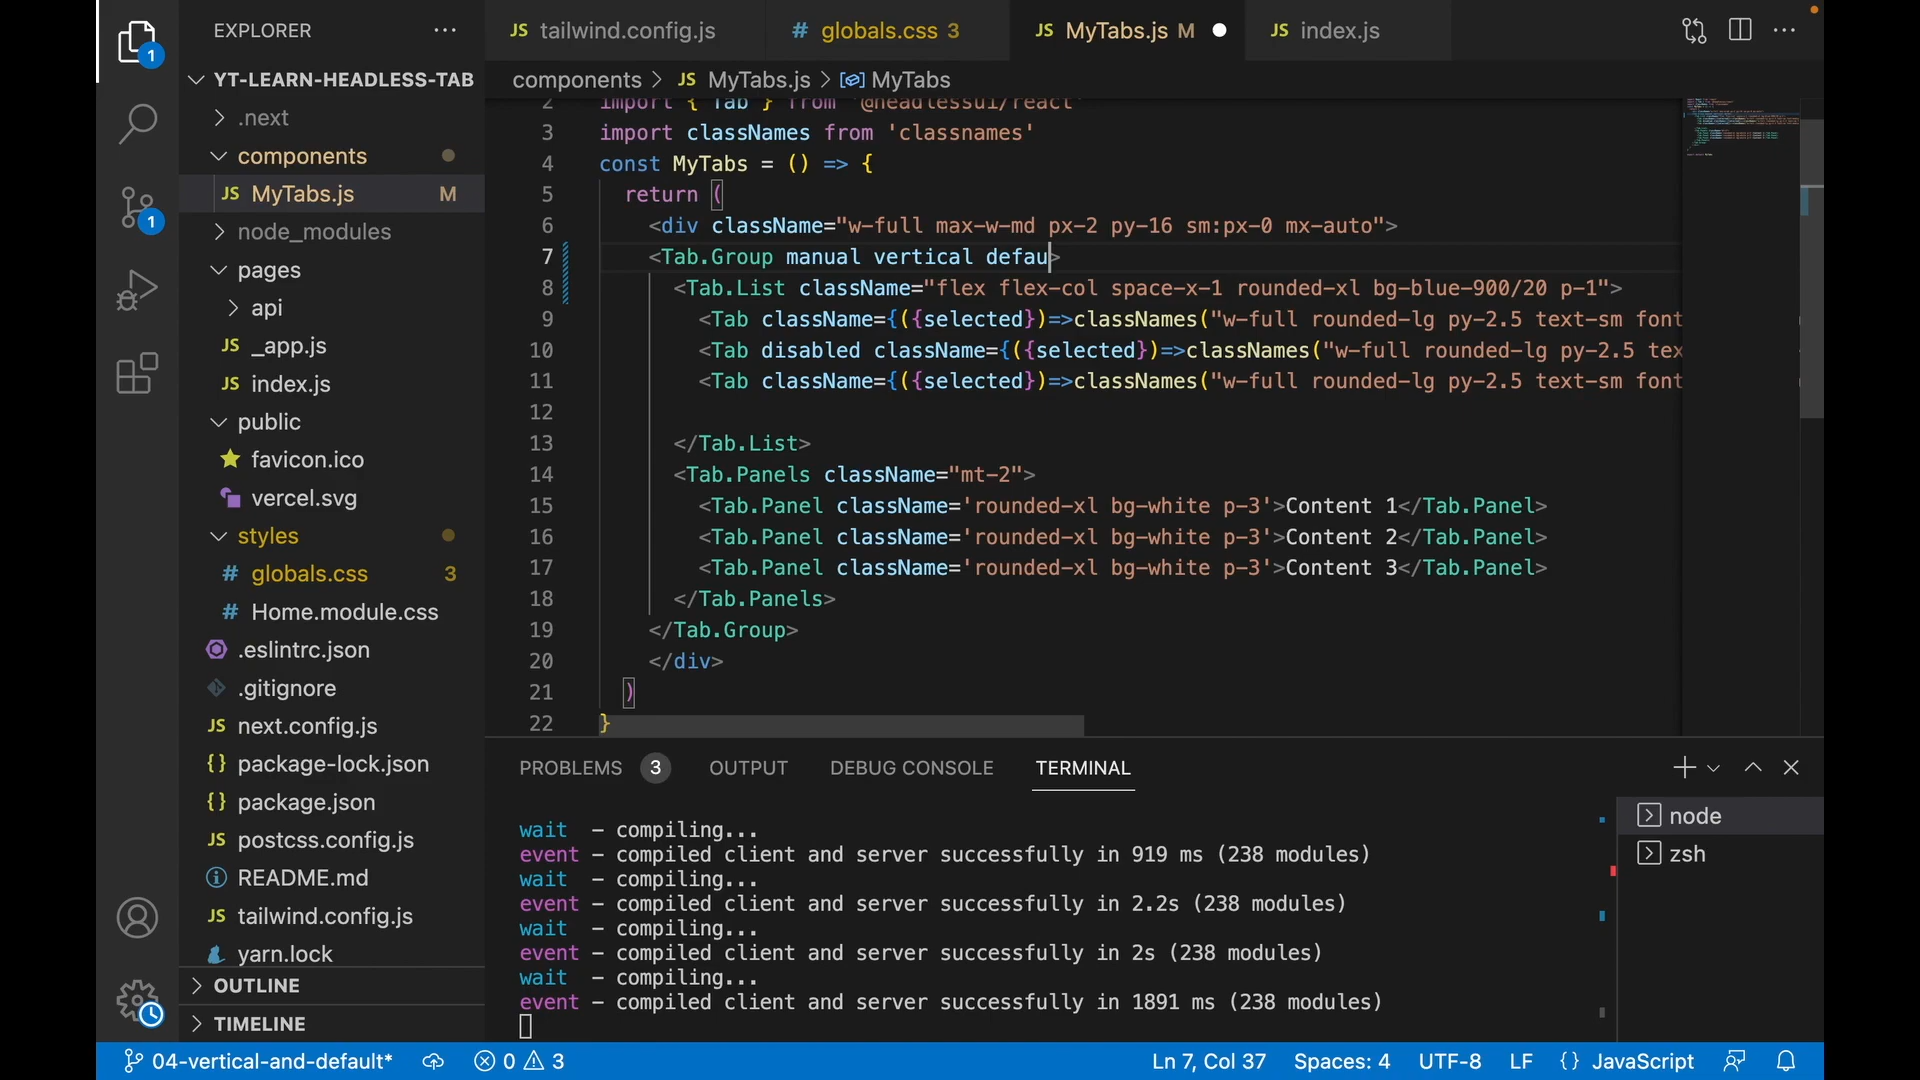 EXPLORER
YT-LEARN-HEADLESS-TAB
.next
components
MyTabs.js M
node_modules
pages
api
JS _app.js
JS index.js
public
favicon.ico
vercel.svg
styles
# globals.css 3
# Home.module.css
.eslintrc.json
.gitignore
JS next.config.js
{} package-lock.json
{} package.json
JS postcss.config.js
README.md
JS tailwind.config.js
yarn.lock
OUTLINE
TIMELINE
1
1
JS tailwind.config.js
# globals.css 3
JS MyTabs.js M
JS index.js
components > JS MyTabs.js > MyTabs
2 import { Tab } from '@headlessui/react'
3 import classNames from 'classnames'
4 const MyTabs = () => {
5 return (
6 <div className="w-full max-w-md px-2 py-16 sm:px-0 mx-auto">
7 <Tab.Group manual vertical defau>
8 <Tab.List className="flex flex-col space-x-1 rounded-xl bg-blue-900/20 p-1">
9 <Tab className={({selected})=>classNames("w-full rounded-lg py-2.5 text-sm font
10 <Tab disabled className={({selected})=>classNames("w-full rounded-lg py-2.5 tex
11 <Tab className={({selected})=>classNames("w-full rounded-lg py-2.5 text-sm font
12
13 </Tab.List>
14 <Tab.Panels className="mt-2">
15 <Tab.Panel className='rounded-xl bg-white p-3'>Content 1</Tab.Panel>
16 <Tab.Panel className='rounded-xl bg-white p-3'>Content 2</Tab.Panel>
17 <Tab.Panel className='rounded-xl bg-white p-3'>Content 3</Tab.Panel>
18 </Tab.Panels>
19 </Tab.Group>
20 </div>
21 )
22 }
PROBLEMS 3 OUTPUT DEBUG CONSOLE TERMINAL
wait - compiling...
event - compiled client and server successfully in 919 ms (238 modules)
wait - compiling...
event - compiled client and server successfully in 2.2s (238 modules)
wait - compiling...
event - compiled client and server successfully in 2s (238 modules)
wait - compiling...
event - compiled client and server successfully in 1891 ms (238 modules)
node
zsh
04-vertical-and-default* 0 3 Ln 7, Col 37 Spaces: 4 UTF-8 LF {} JavaScript